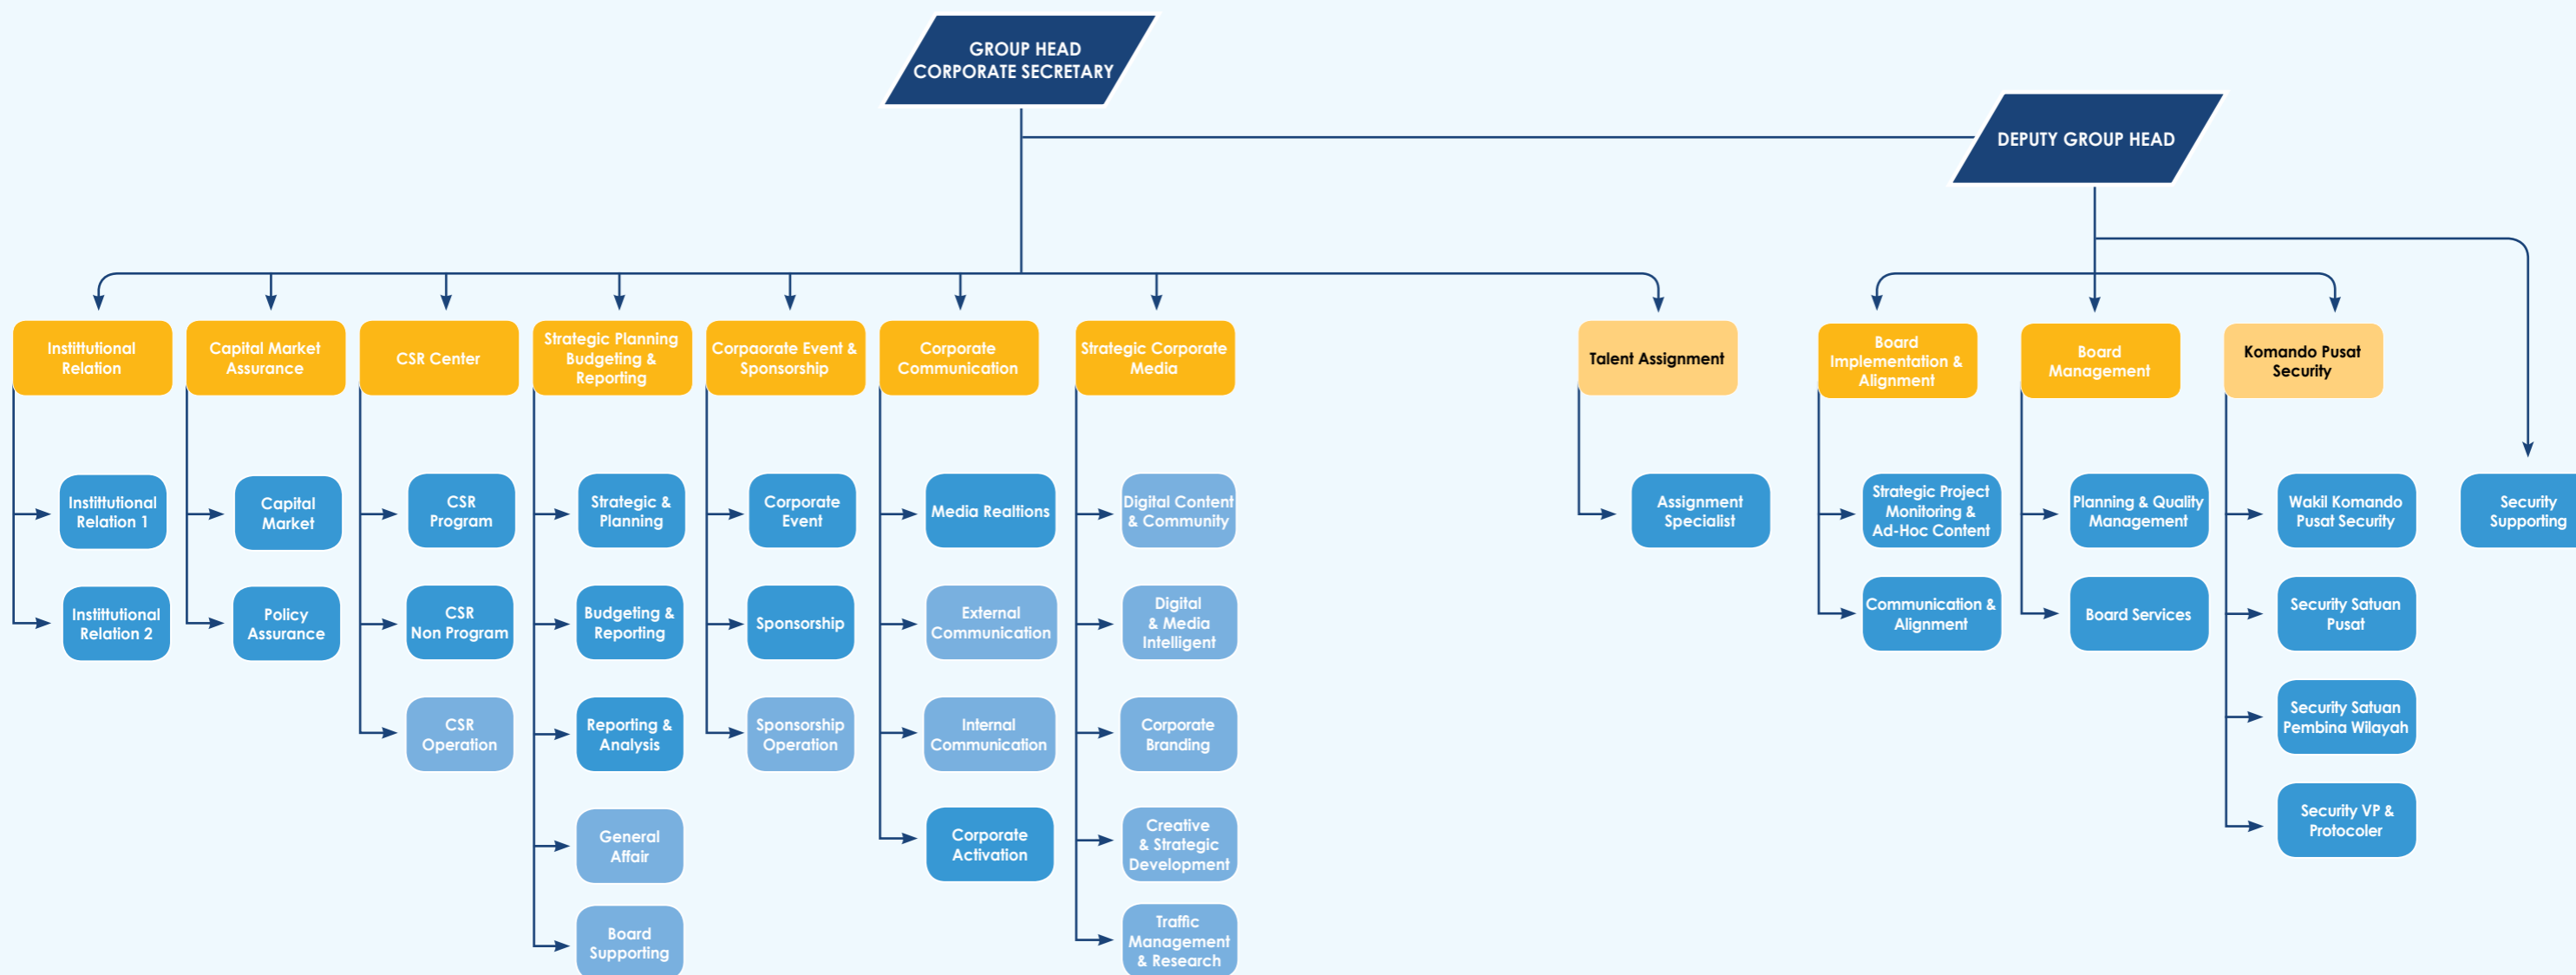 GROUP HEAD
CORPORATE SECRETARY
DEPUTY GROUP HEAD
Instittutional
Relation
Capital Market
Assurance
CSR Center
Strategic Planning
Budgeting &
Reporting
Corpaorate Event &
Sponsorship
Corporate
Communication
Strategic Corporate
Media
Talent Assignment
Board
Implementation &
Alignment
Board
Management
Komando Pusat
Security
Instittutional
Relation 1
Instittutional
Relation 2
Capital
Market
Policy
Assurance
CSR
Program
CSR
Non Program
CSR
Operation
Strategic &
Planning
Budgeting &
Reporting
Reporting &
Analysis
General
Affair
Board
Supporting
Corporate
Event
Sponsorship
Sponsorship
Operation
Media Realtions
External
Communication
Internal
Communication
Corporate
Activation
Digital Content
& Community
Digital
& Media
Intelligent
Corporate
Branding
Creative
& Strategic
Development
Traffic
Management
& Research
Assignment
Specialist
Strategic Project
Monitoring &
Ad-Hoc Content
Communication &
Alignment
Planning & Quality
Management
Board Services
Wakil Komando
Pusat Security
Security Satuan
Pusat
Security Satuan
Pembina Wilayah
Security VP &
Protocoler
Security
Supporting